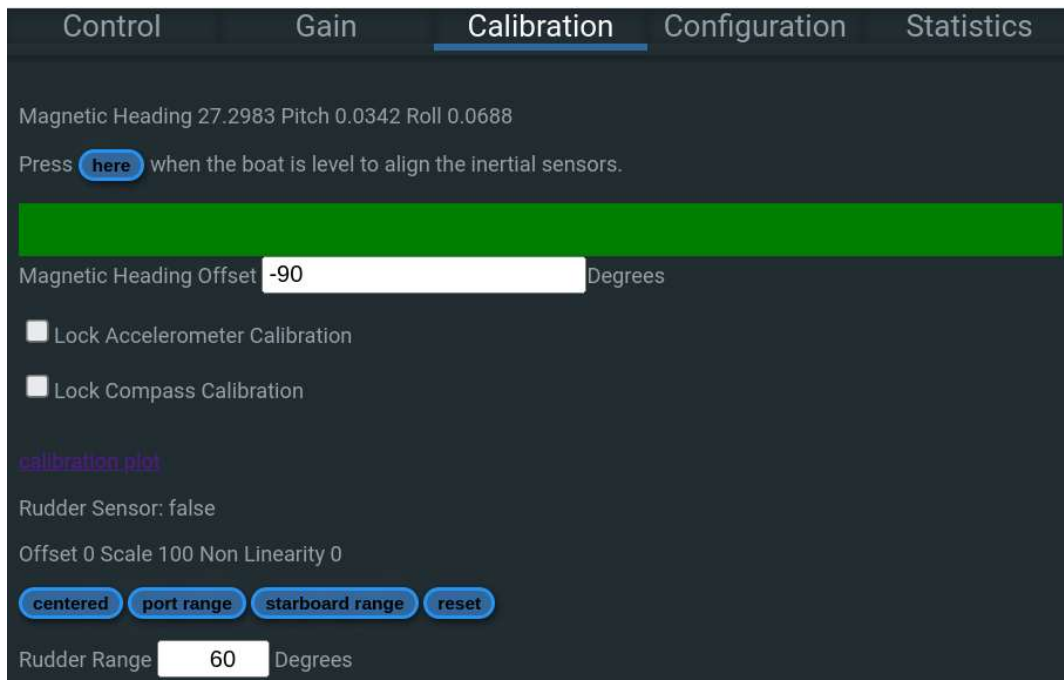 Control Gain Calibration Configuration Statistics
Magnetic Heading 27.2983 Pitch 0.0342 Roll 0.0688
Press here when the boat is level to align the inertial sensors.
Magnetic Heading Offset -90 Degrees
Lock Accelerometer Calibration
Lock Compass Calibration
calibration plot
Rudder Sensor: false
Offset 0 Scale 100 Non Linearity 0
centered port range starboard range reset
Rudder Range 60 Degrees